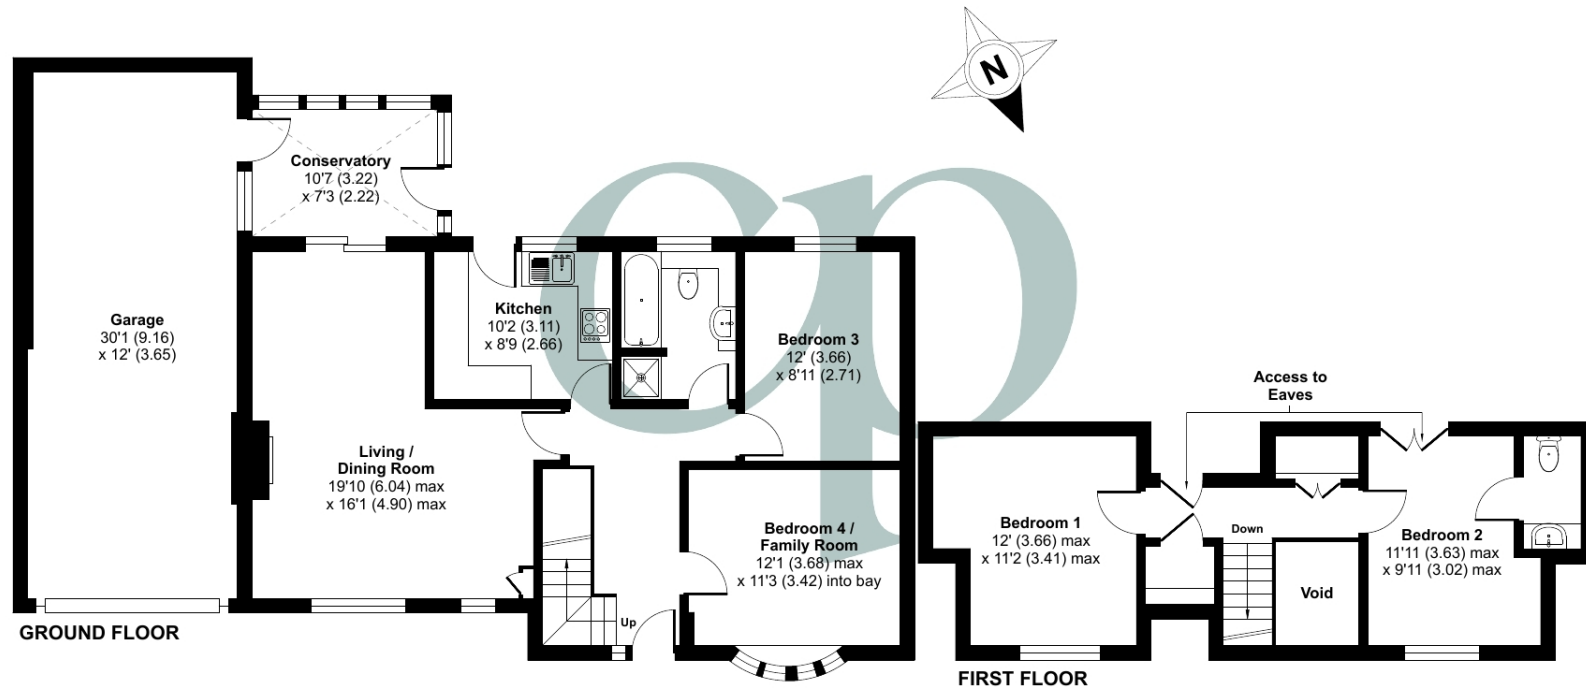 N
Conservatory
10'7 (3.22)
x 7'3 (2.22)
Garage
30'1 (9.16)
x 12' (3.65)
Kitchen
10'2 (3.11)
x 8'9 (2.66)
Bedroom 3
12' (3.66)
x 8'11 (2.71)
Living /
Dining Room
19'10 (6.04) max
x 16'1 (4.90) max
Bedroom 4 /
Family Room
12'1 (3.68) max
x 11'3 (3.42) into bay
Up
GROUND FLOOR
cp
Access to
Eaves
Bedroom 1
12' (3.66) max
x 11'2 (3.41) max
Down
Bedroom 2
11'11 (3.63) max
x 9'11 (3.02) max
Void
FIRST FLOOR